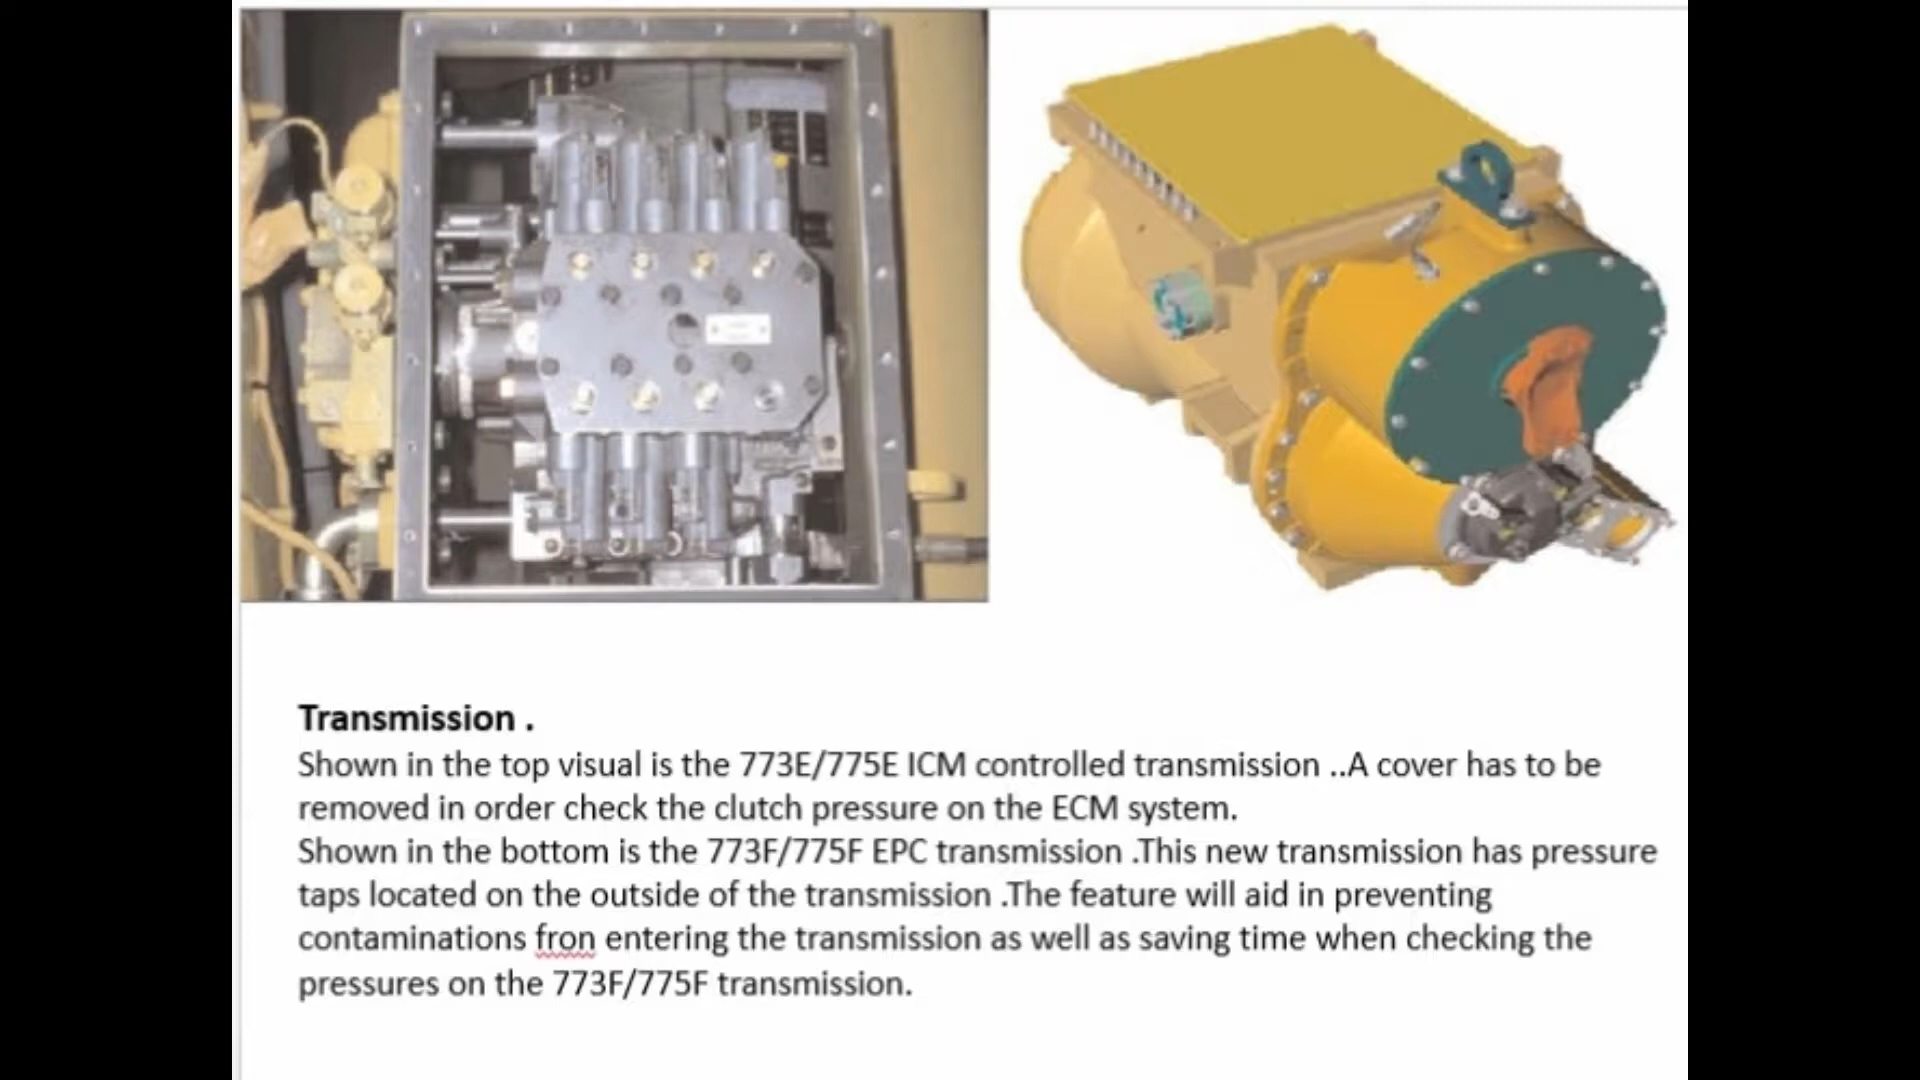 Transmission .
Shown in the top visual is the 773E/775E ICM controlled transmission ..A cover has to be
removed in order check the clutch pressure on the ECM system.
Shown in the bottom is the 773F/775F EPC transmission .This new transmission has pressure
taps located on the outside of the transmission .The feature will aid in preventing
contaminations fron entering the transmission as well as saving time when checking the
pressures on the 773F/775F transmission.